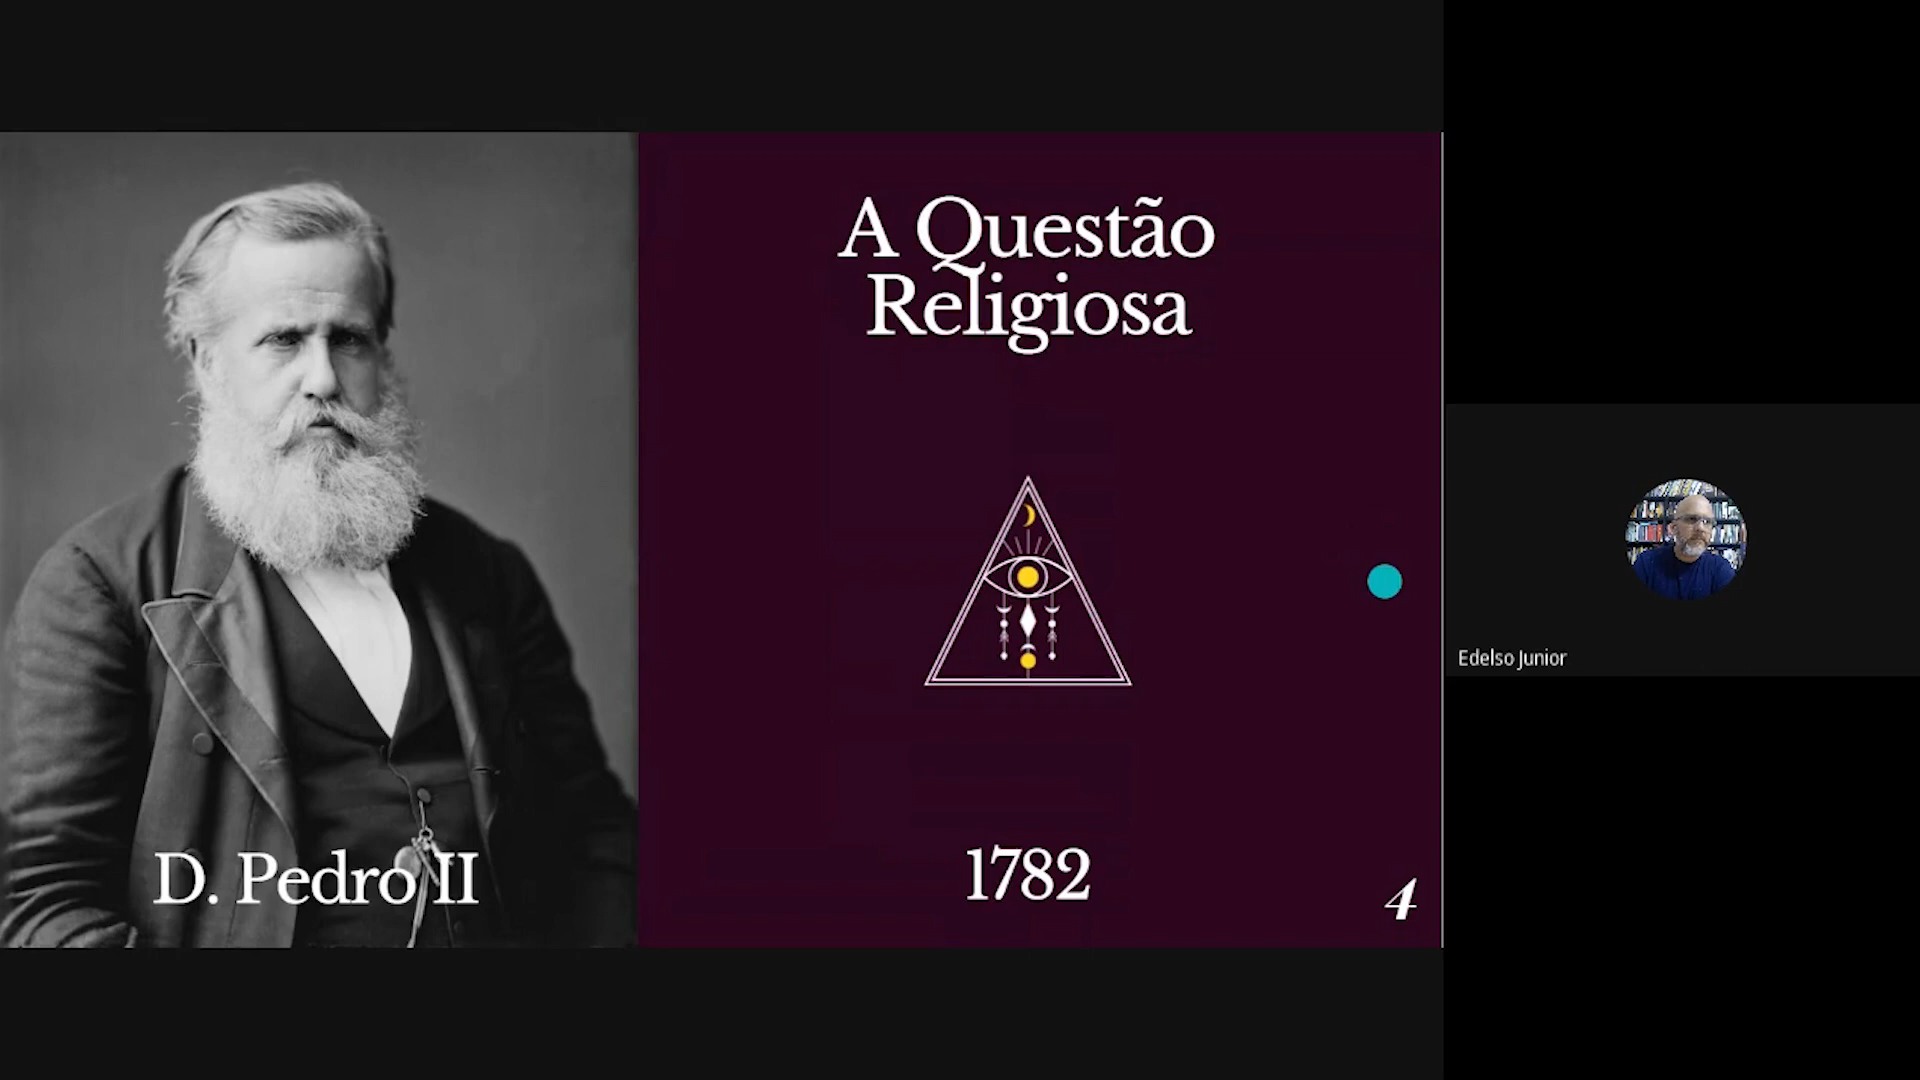 A Questão
Religiosa
D. Pedro II
1782
4
Edelso Junior